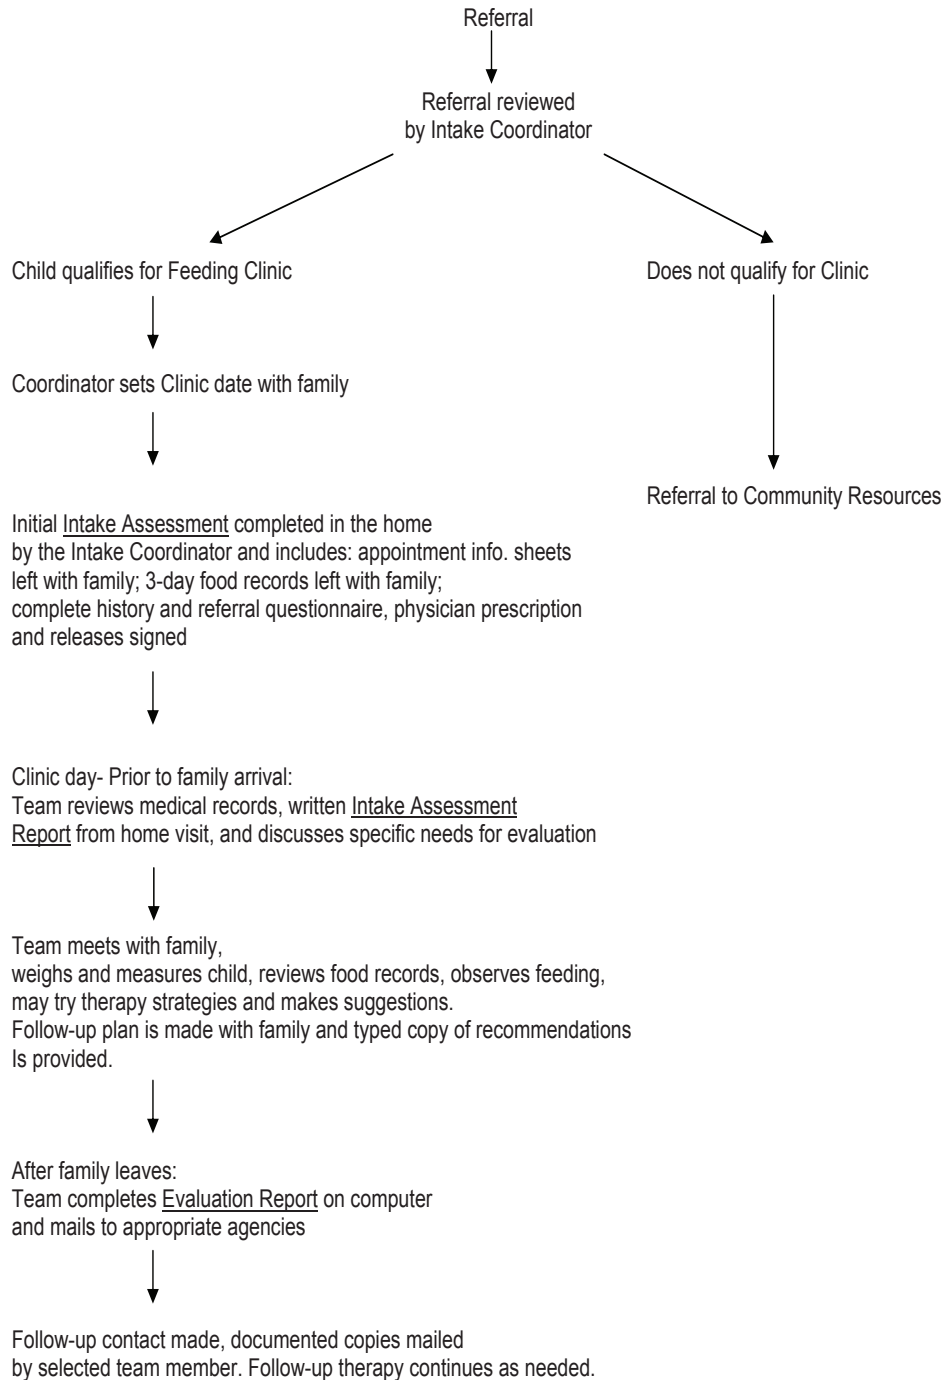 Referral
Referral reviewed
by Intake Coordinator
Child qualifies for Feeding Clinic
Does not qualify for Clinic
Coordinator sets Clinic date with family
Referral to Community Resources
Initial Intake Assessment completed in the home
by the Intake Coordinator and includes: appointment info. sheets
left with family; 3-day food records left with family;
complete history and referral questionnaire, physician prescription
and releases signed
Clinic day- Prior to family arrival:
Team reviews medical records, written Intake Assessment
Report from home visit, and discusses specific needs for evaluation
Team meets with family,
weighs and measures child, reviews food records, observes feeding,
may try therapy strategies and makes suggestions.
Follow-up plan is made with family and typed copy of recommendations
Is provided.
After family leaves:
Team completes Evaluation Report on computer
and mails to appropriate agencies
Follow-up contact made, documented copies mailed
by selected team member. Follow-up therapy continues as needed.